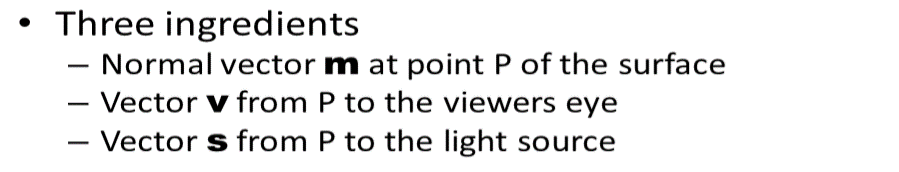 • Three ingredients
– Normal vector m at point P of the surface
– Vector v from P to the viewers eye
– Vector s from P to the light source